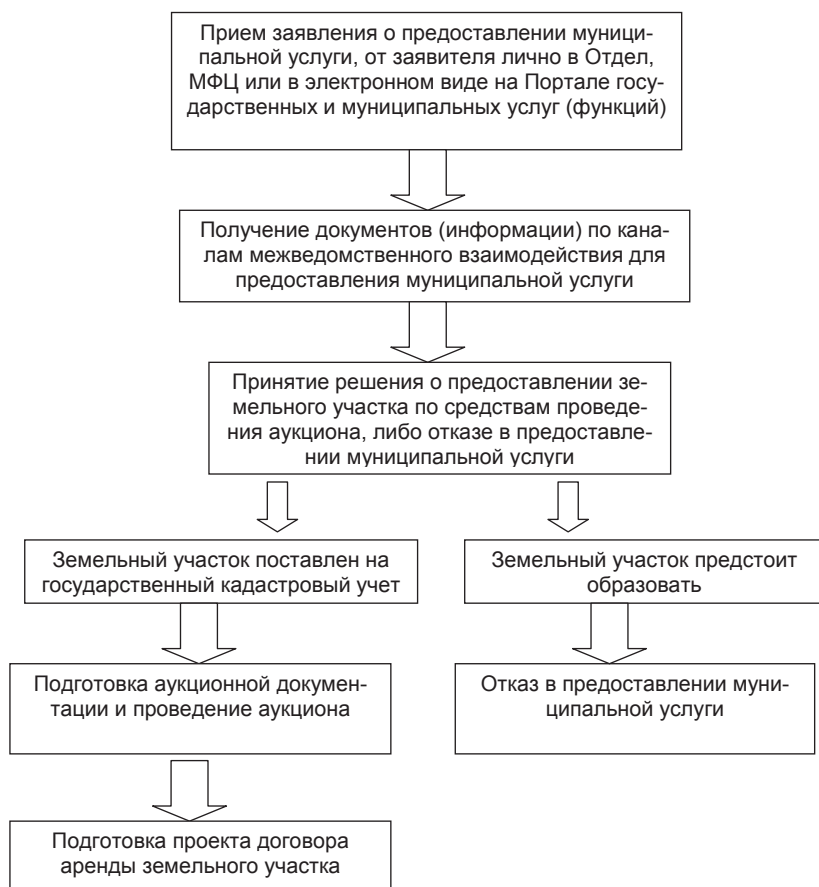 Прием заявления о предоставлении муници-
пальной услуги, от заявителя лично в Отдел,
МФЦ или в электронном виде на Портале госу-
дарственных и муниципальных услуг (функций)
Получение документов (информации) по кана-
лам межведомственного взаимодействия для
предоставления муниципальной услуги
Принятие решения о предоставлении зе-
мельного участка по средствам проведе-
ния аукциона, либо отказе в предоставле-
нии муниципальной услуги
Земельный участок поставлен на
государственный кадастровый учет
Земельный участок предстоит
образовать
Подготовка аукционной докумен-
тации и проведение аукциона
Отказ в предоставлении муни-
ципальной услуги
Подготовка проекта договора
аренды земельного участка